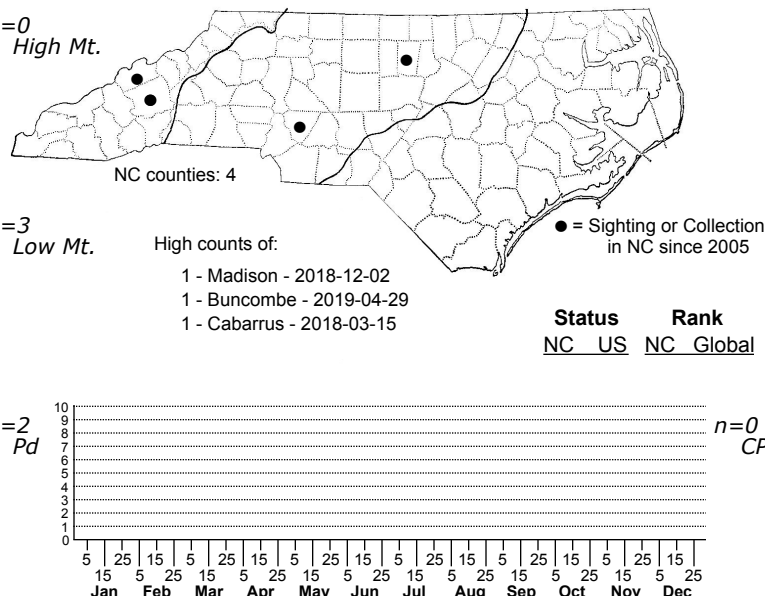 =0
High Mt.
NC counties: 4
=3
Low Mt.
High counts of:
1 - Madison - 2018-12-02
1 - Buncombe - 2019-04-29
1 - Cabarrus - 2018-03-15
● = Sighting or Collection
in NC since 2005
Status Rank
NC US NC Global
=2
Pd
n=0
CP
10
9
8
7
6
5
4
3
2
1
0
5 25 15 5 25 15 5 25 15 5 25 15 5 25 15 5 25 15
15 5 25 15 5 25 15 5 25 15 5 25 15 5 25 15 5 25
Jan Feb Mar Apr May Jun Jul Aug Sep Oct Nov Dec